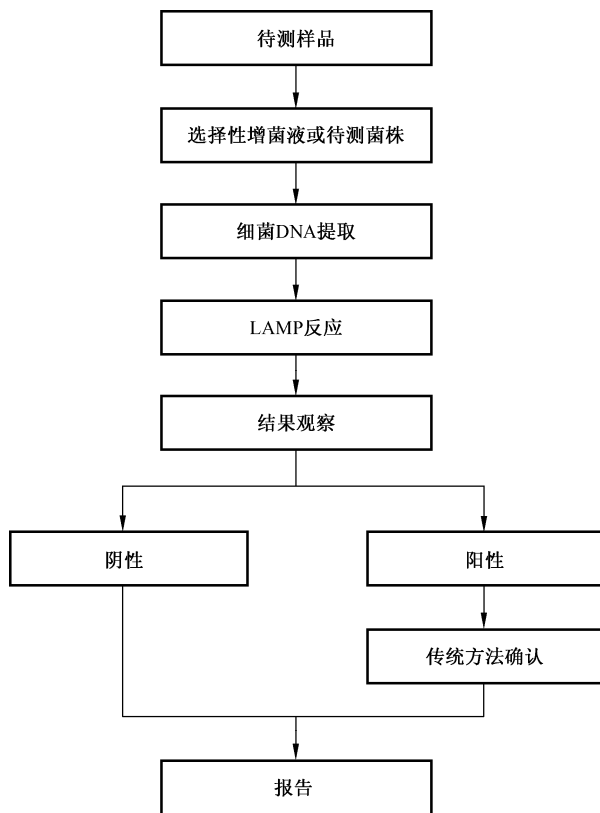 待测样品
选择性增菌液或待测菌株
细菌DNA提取
LAMP反应
结果观察
阴性
阳性
传统方法确认
报告